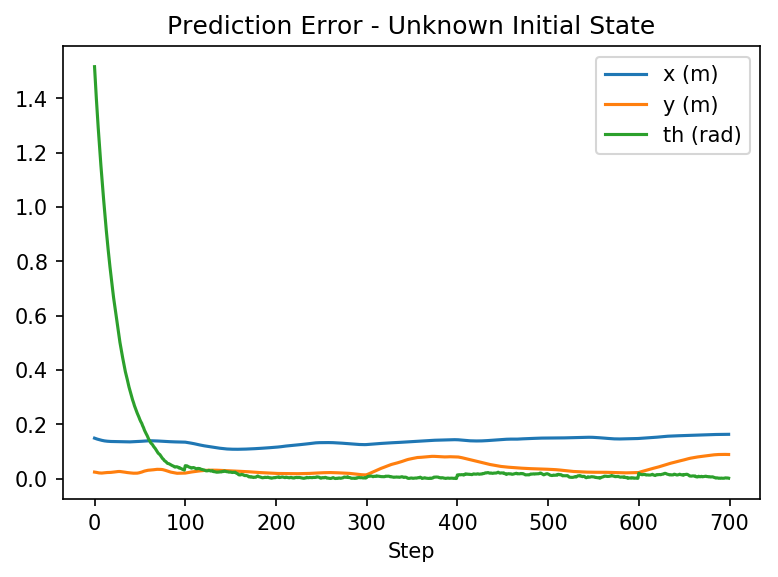 Prediction Error - Unknown Initial State
x (m)
y (m)
th (rad)
1.4
1.2
1.0
0.8
0.6
0.4
0.2
0.0
0 100 200 300 400 500 600 700
Step